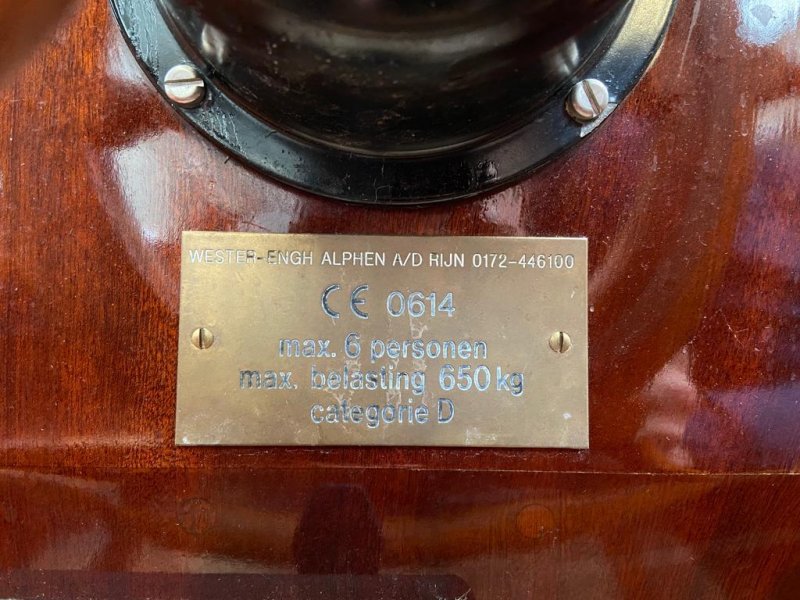 WESTER-ENGH ALPHEN A/D RIJN 0172-446100
CE 0614
max. 6 personen
max. belasting 650 kg
categorie D